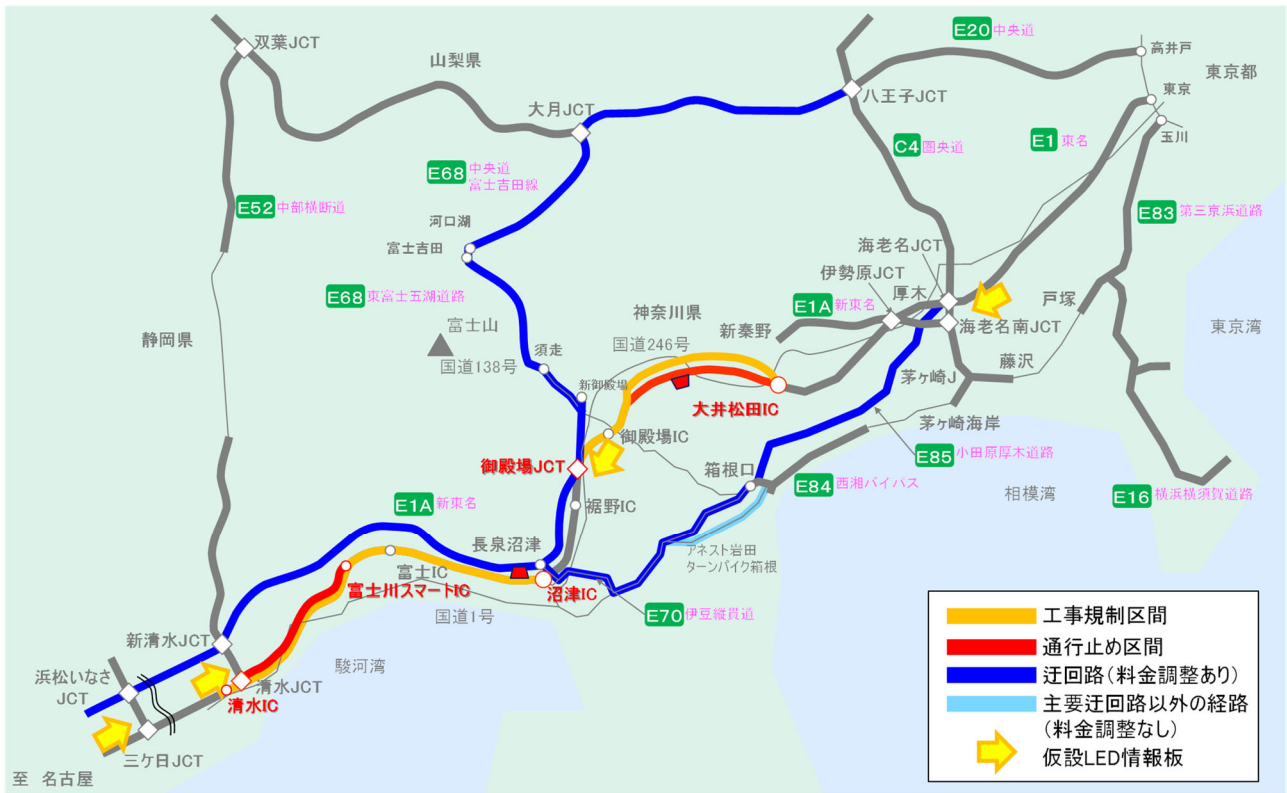 双葉JCT
山梨県
E20 中央道
高井戸
東京都
大月JCT
八王子JCT
東京
玉川
C4 圏央道
E1 東名
E68 中央道
富士吉田線
E52 中部横断道
E83 第三京浜道路
河口湖
富士吉田
海老名JCT
伊勢原JCT
厚木
E68 東富士五湖道路
E1A 新東名
戸塚
神奈川県
新秦野
海老名南JCT
東京湾
静岡県
富士山
国道138号
須走
国道246号
藤沢
茅ヶ崎J
新御殿場
大井松田IC
茅ヶ崎海岸
御殿場IC
E85 小田原厚木道路
御殿場JCT
箱根口
E84 西湘バイパス
相模湾
E16 横浜横須賀道路
E1A 新東名
裾野IC
長泉沼津
アネスト岩田
ターンパイク箱根
富士IC
富士川スマートIC
沼津IC
国道1号
E70 伊豆縦貫道
新清水JCT
駿河湾
浜松いなさ
JCT
清水JCT
清水IC
三ケ日JCT
至 名古屋
工事規制区間
通行止め区間
迂回路(料金調整あり)
主要迂回路以外の経路
(料金調整なし)
仮設LED情報板